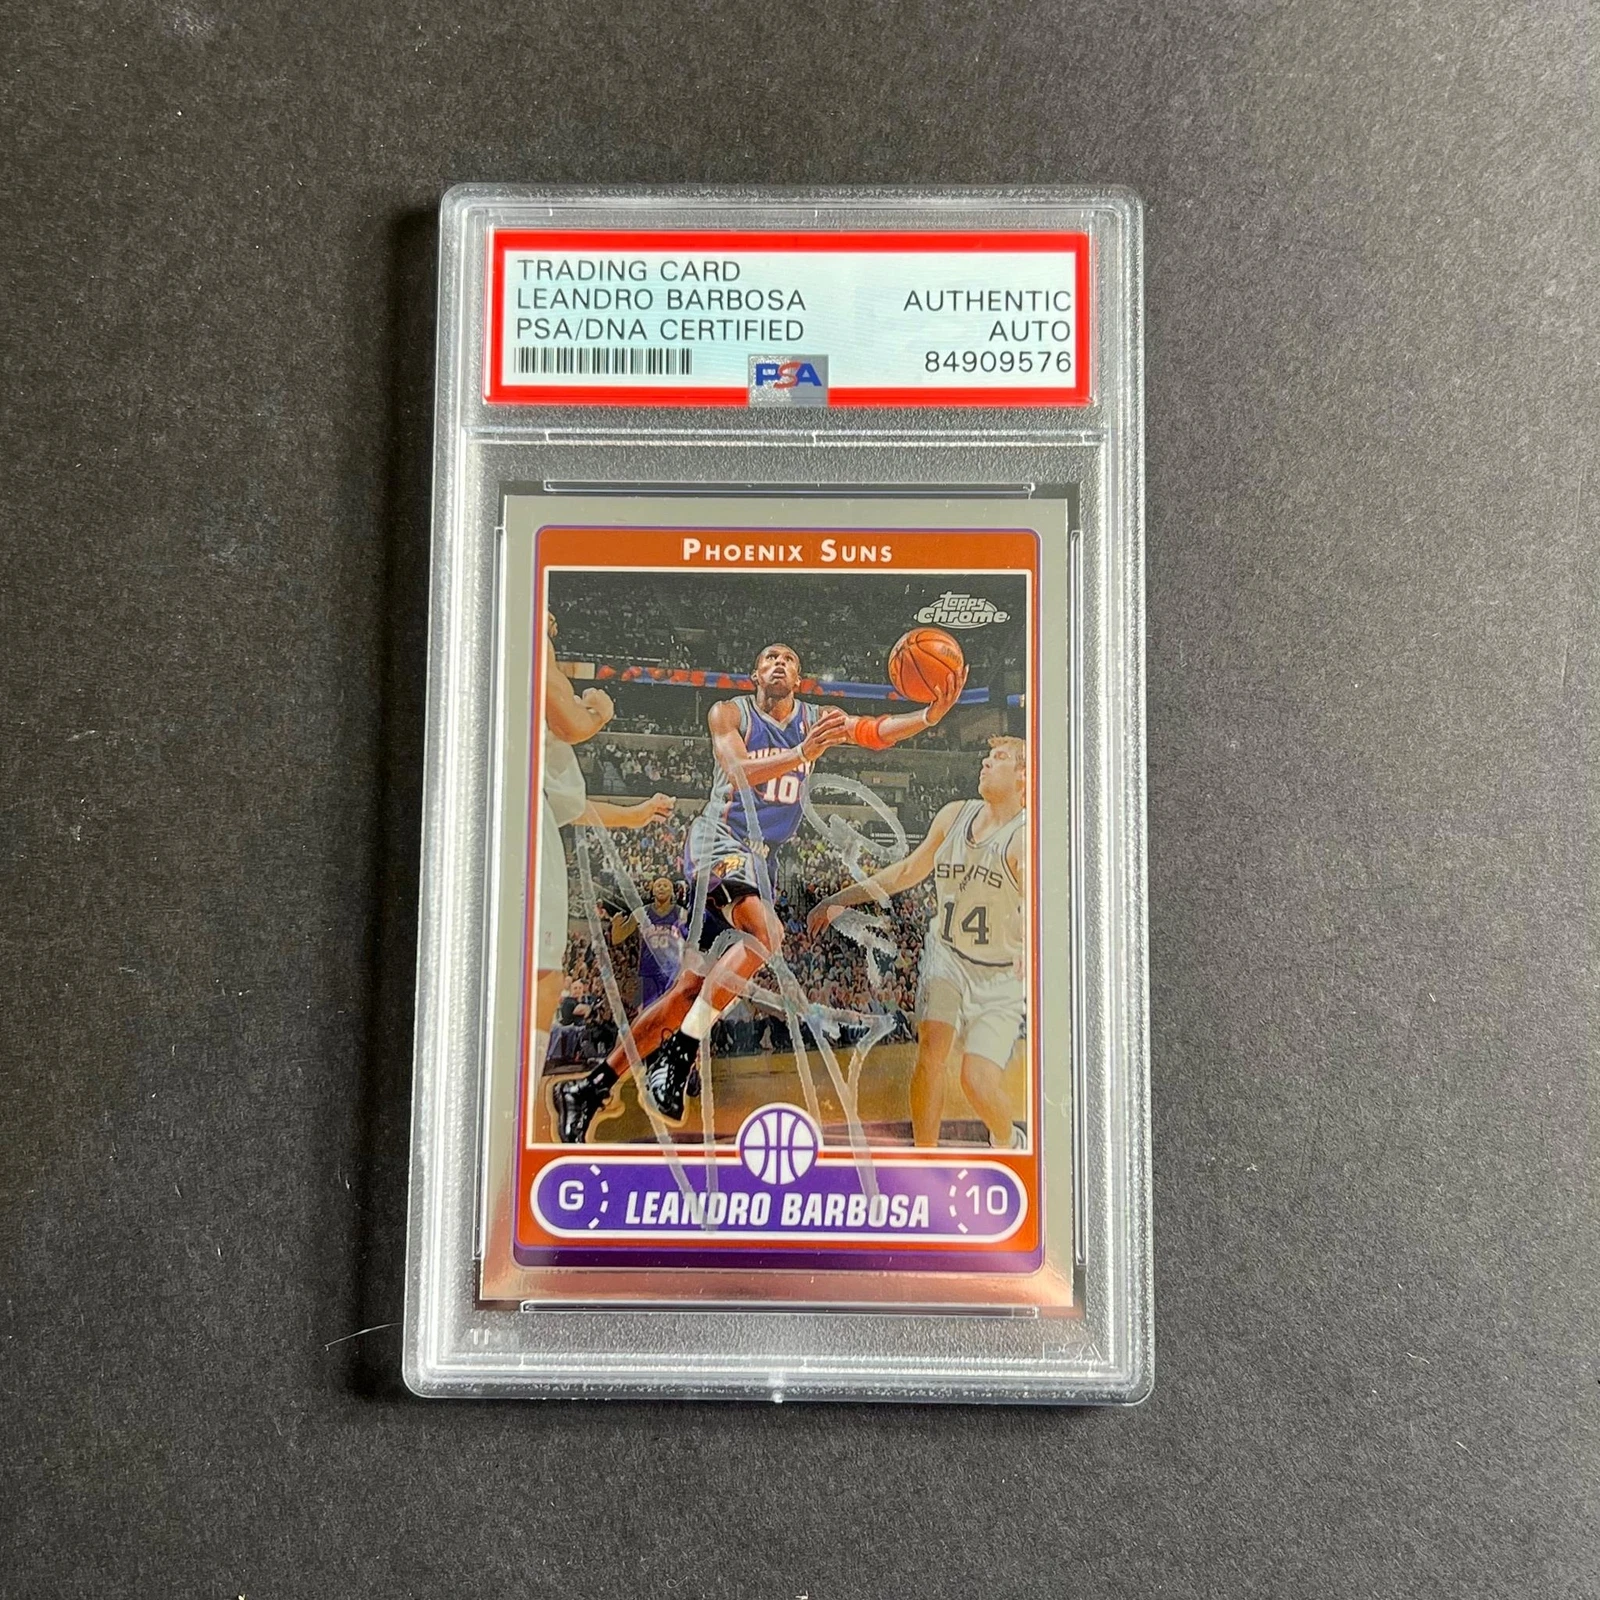 TRADING CARD
LEANDRO BARBOSA
PSA/DNA CERTIFIED
AUTHENTIC
AUTO
84909576
PSA
PHOENIX SUNS
TOPPS
Chrome
10
SPURS
14
50
G
LEANDRO BARBOSA
10